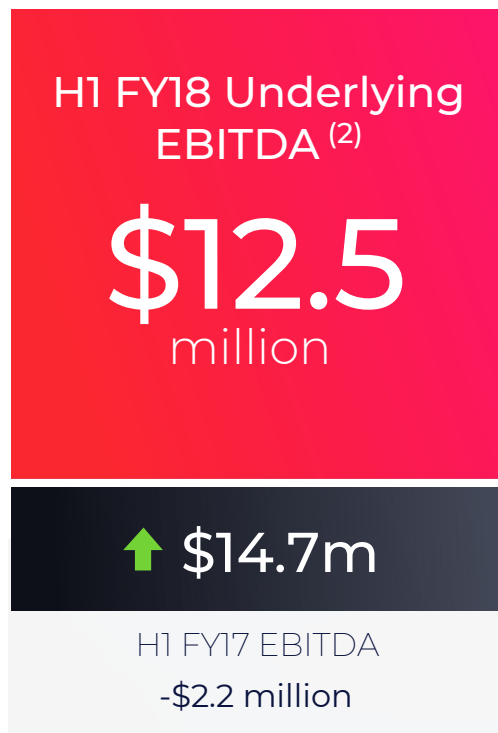 H1 FY18 Underlying
EBITDA (2)
$12.5
million
$14.7m
H1 FY17 EBITDA
-$2.2 million